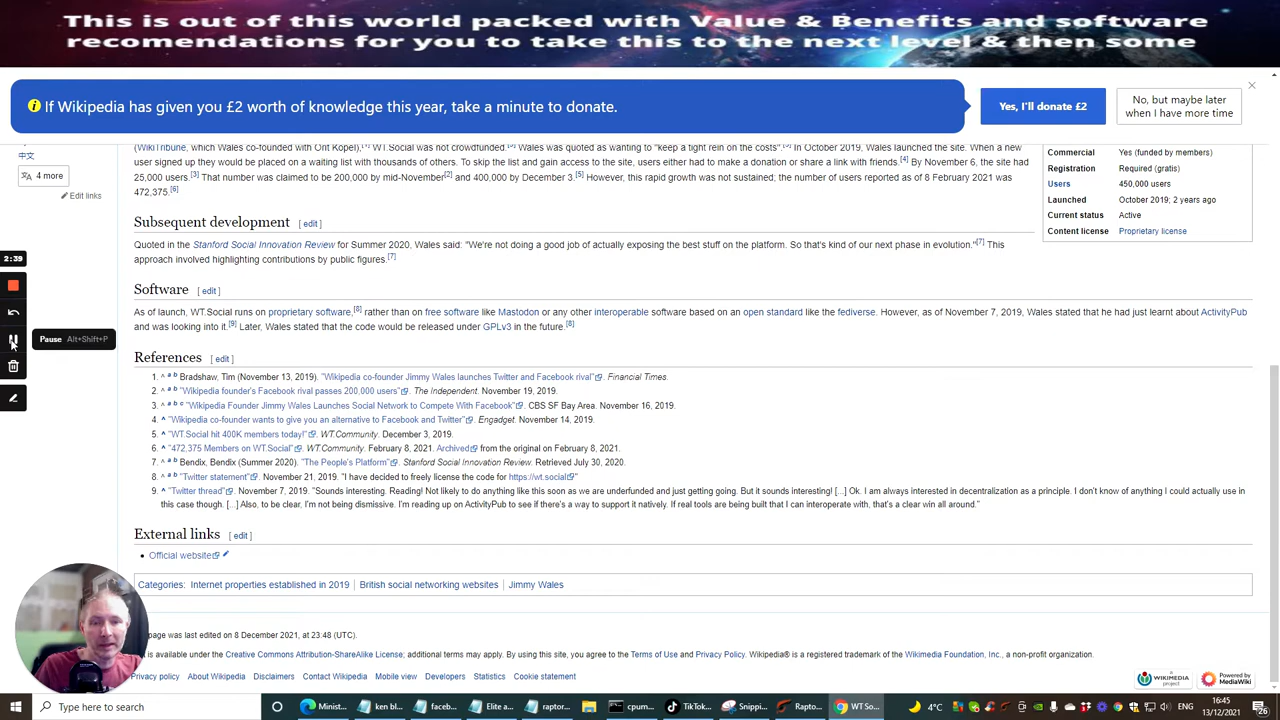 This is out of this world packed with Value & Benefits and software
recomendations for you to take this to the next level & then some
If Wikipedia has given you £2 worth of knowledge this year, take a minute to donate.
Yes, I'll donate £2
No, but maybe later
when I have more time
中文
4 more
Edit links
(WikiTribune, which Wales co-founded with Orit Kopel),[1] WT.Social was not crowdfunded.[3] Wales was quoted as wanting to "keep a tight rein on the costs".[3] In October 2019, Wales launched the site. When a new
user signed up they would be placed on a waiting list with thousands of others. To skip the list and gain access to the site, users either had to make a donation or share a link with friends.[4] By November 6, the site had
25,000 users.[3] That number was claimed to be 200,000 by mid-November[2] and 400,000 by December 3.[5] However, this rapid growth was not sustained; the number of users reported as of 8 February 2021 was
472,375.[6]
Commercial Yes (funded by members)
Registration Required (gratis)
Users 450,000 users
Launched October 2019; 2 years ago
Current status Active
Content license Proprietary license
Subsequent development [ edit ]
Quoted in the Stanford Social Innovation Review for Summer 2020, Wales said: "We're not doing a good job of actually exposing the best stuff on the platform. So that's kind of our next phase in evolution."[7] This
approach involved highlighting contributions by public figures.[7]
2:39
Software [ edit ]
As of launch, WT.Social runs on proprietary software,[8] rather than on free software like Mastodon or any other interoperable software based on an open standard like the fediverse. However, as of November 7, 2019, Wales stated that he had just learnt about ActivityPub
and was looking into it.[9] Later, Wales stated that the code would be released under GPLv3 in the future.[8]
Pause Alt+Shift+P
References [ edit ]
1. ^ a b Bradshaw, Tim (November 13, 2019). "Wikipedia co-founder Jimmy Wales launches Twitter and Facebook rival". Financial Times.
2. ^ a b "Wikipedia founder's Facebook rival passes 200,000 users". The Independent. November 19, 2019.
3. ^ a b c "Wikipedia Founder Jimmy Wales Launches Social Network to Compete With Facebook". CBS SF Bay Area. November 16, 2019.
4. ^ "Wikipedia co-founder wants to give you an alternative to Facebook and Twitter". Engadget. November 14, 2019.
5. ^ "WT.Social hit 400K members today!". WT.Community. December 3, 2019.
6. ^ "472,375 Members on WT.Social". WT.Community. February 8, 2021. Archived from the original on February 8, 2021.
7. ^ a b Bendix, Bendix (Summer 2020). "The People's Platform". Stanford Social Innovation Review. Retrieved July 30, 2020.
8. ^ a b "Twitter statement". November 21, 2019. "I have decided to freely license the code for https://wt.social"
9. ^ "Twitter thread". November 7, 2019. "Sounds interesting. Reading! Not likely to do anything like this soon as we are underfunded and just getting going. But it sounds interesting! [...] Ok. I am always interested in decentralization as a principle. I don't know of anything I could actually use in
this case though. [...] Also, to be clear, I'm not being dismissive. I'm reading up on ActivityPub to see if there's a way to support it natively. If real tools are being built that I can interoperate with, that's a clear win all around."
External links [ edit ]
Official website
Categories: Internet properties established in 2019 | British social networking websites | Jimmy Wales
page was last edited on 8 December 2021, at 23:48 (UTC).
is available under the Creative Commons Attribution-ShareAlike License; additional terms may apply. By using this site, you agree to the Terms of Use and Privacy Policy. Wikipedia® is a registered trademark of the Wikimedia Foundation, Inc., a non-profit organization.
Privacy policy About Wikipedia Disclaimers Contact Wikipedia Mobile view Developers Statistics Cookie statement
WIKIMEDIA project
Powered by MediaWiki
Type here to search
Minist... ken bl... faceb... Elite a... raptor... cpum... TikTok... Snippi... Rapto... WT So...
4°C
16:45
13/12/2021